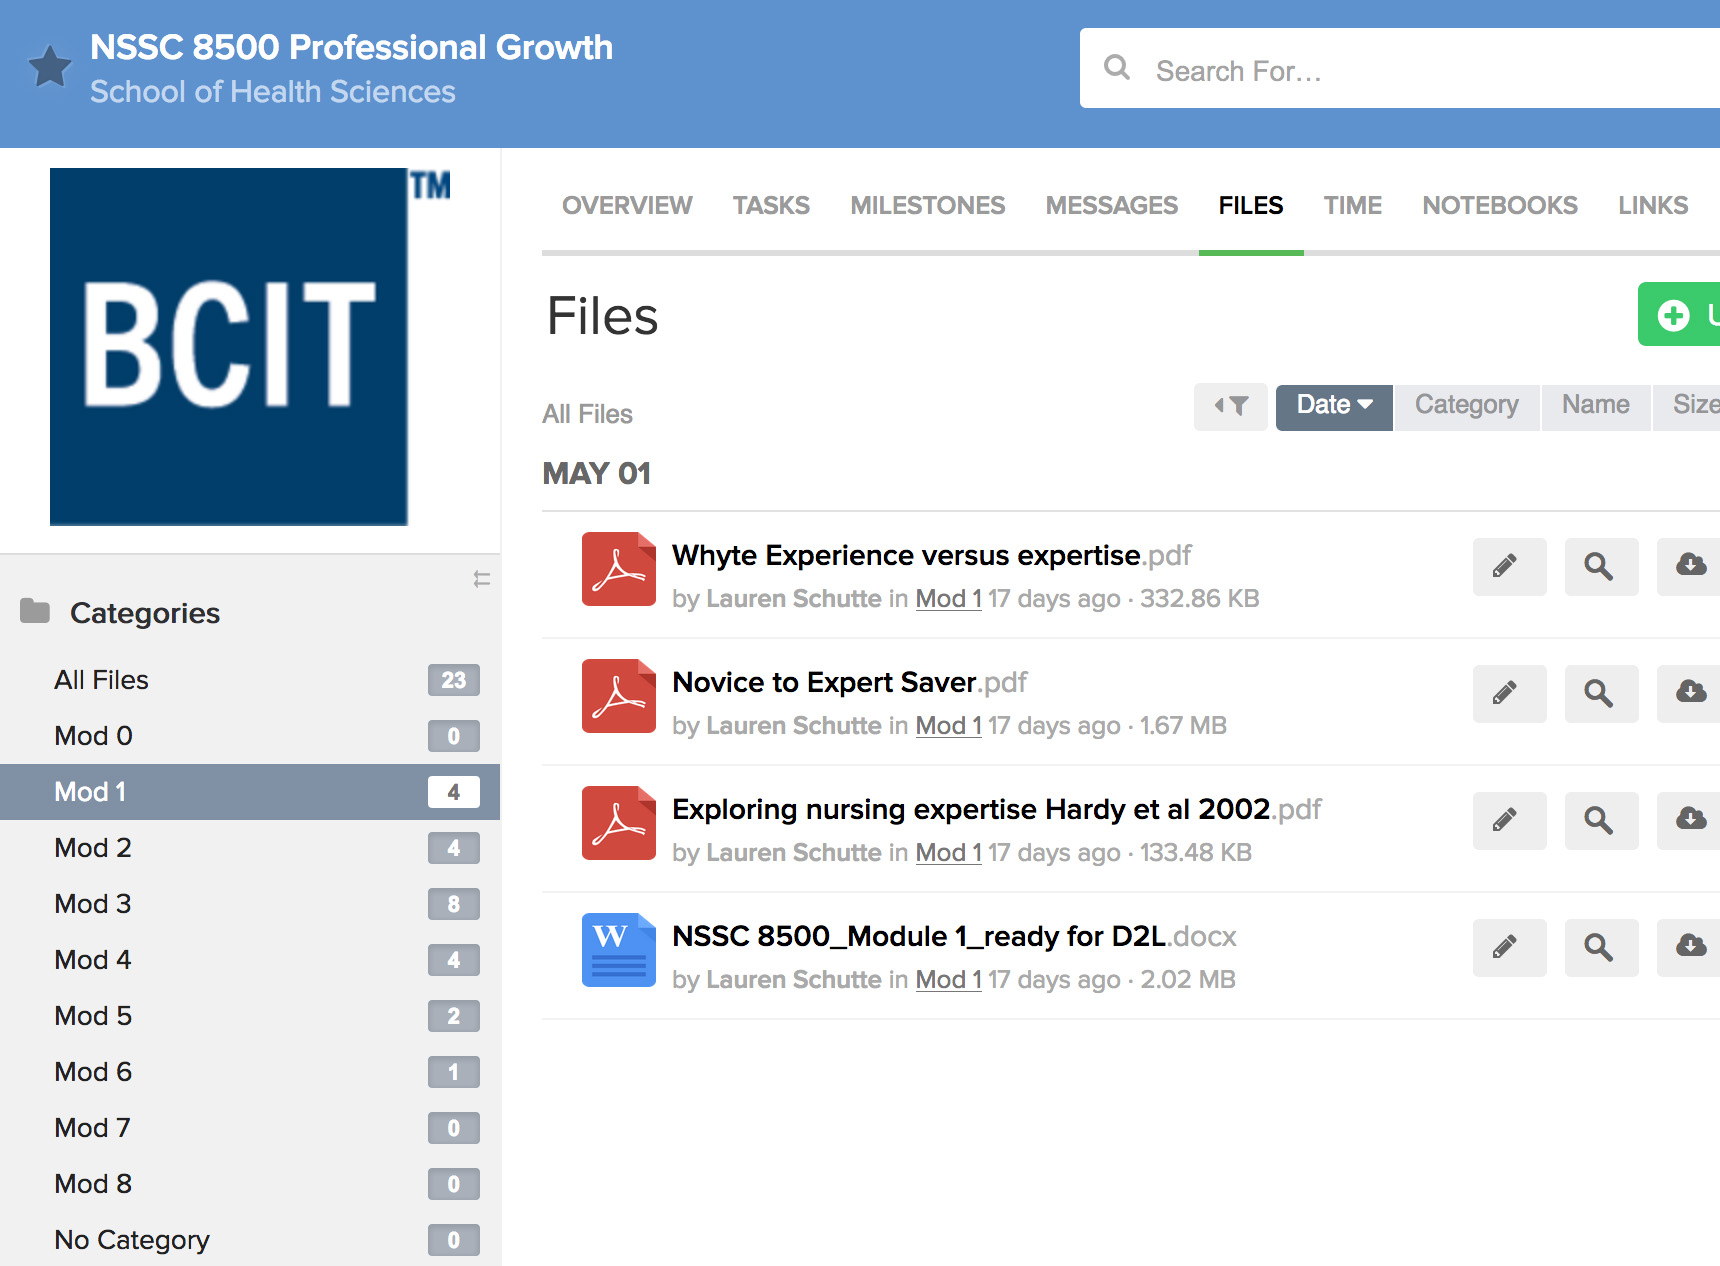 NSSC 8500 Professional Growth
School of Health Sciences
Search For...
BCIT™
OVERVIEW TASKS MILESTONES MESSAGES FILES TIME NOTEBOOKS LINKS
Files
All Files
Date Category Name Size
MAY 01
Whyte Experience versus expertise.pdf
by Lauren Schutte in Mod 1 17 days ago · 332.86 KB
Novice to Expert Saver.pdf
by Lauren Schutte in Mod 1 17 days ago · 1.67 MB
Exploring nursing expertise Hardy et al 2002.pdf
by Lauren Schutte in Mod 1 17 days ago · 133.48 KB
W
NSSC 8500_Module 1_ready for D2L.docx
by Lauren Schutte in Mod 1 17 days ago · 2.02 MB
Categories
All Files 23
Mod 0 0
Mod 1 4
Mod 2 4
Mod 3 8
Mod 4 4
Mod 5 2
Mod 6 1
Mod 7 0
Mod 8 0
No Category 0